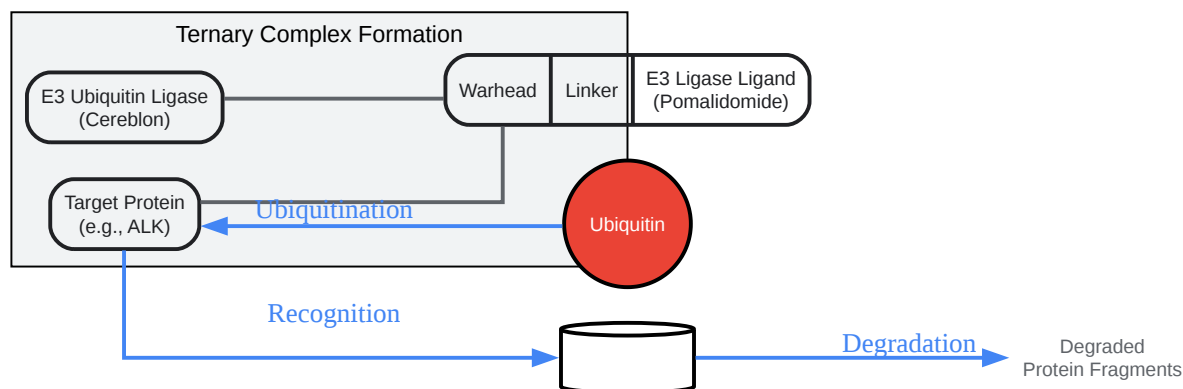 Ternary Complex Formation
E3 Ubiquitin Ligase
(Cereblon)
Warhead
Linker
E3 Ligase Ligand
(Pomalidomide)
Target Protein
(e.g., ALK)
Ubiquitination
Ubiquitin
Recognition
Degradation
Degraded
Protein Fragments